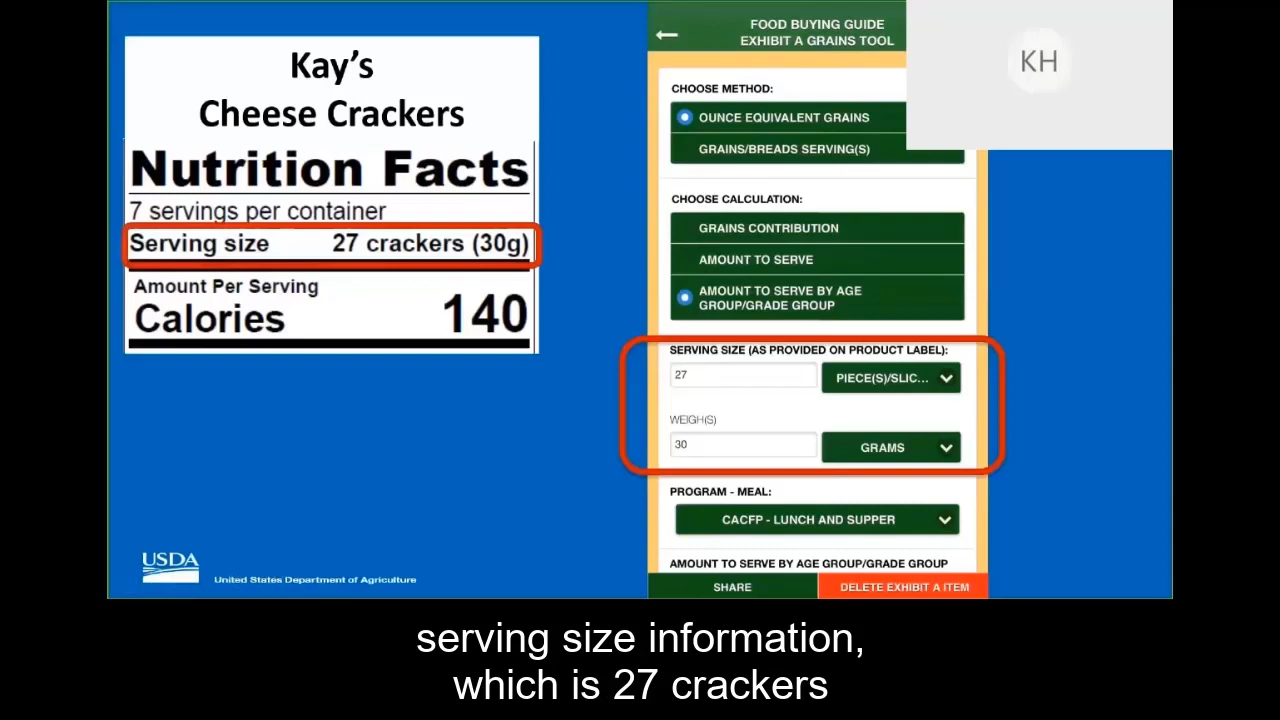 Kay’s
Cheese Crackers
Nutrition Facts
7 servings per container
Serving size 27 crackers (30g)
Amount Per Serving
Calories 140
USDA
United States Department of Agriculture
FOOD BUYING GUIDE
EXHIBIT A GRAINS TOOL
CHOOSE METHOD:
OUNCE EQUIVALENT GRAINS
GRAINS/BREADS SERVING(S)
CHOOSE CALCULATION:
GRAINS CONTRIBUTION
AMOUNT TO SERVE
AMOUNT TO SERVE BY AGE
GROUP/GRADE GROUP
SERVING SIZE (AS PROVIDED ON PRODUCT LABEL):
27 PIECE(S)/SLIC...
WEIGH(S)
30 GRAMS
PROGRAM - MEAL:
CACFP - LUNCH AND SUPPER
AMOUNT TO SERVE BY AGE GROUP/GRADE GROUP
SHARE DELETE EXHIBIT A ITEM
KH
serving size information,
which is 27 crackers